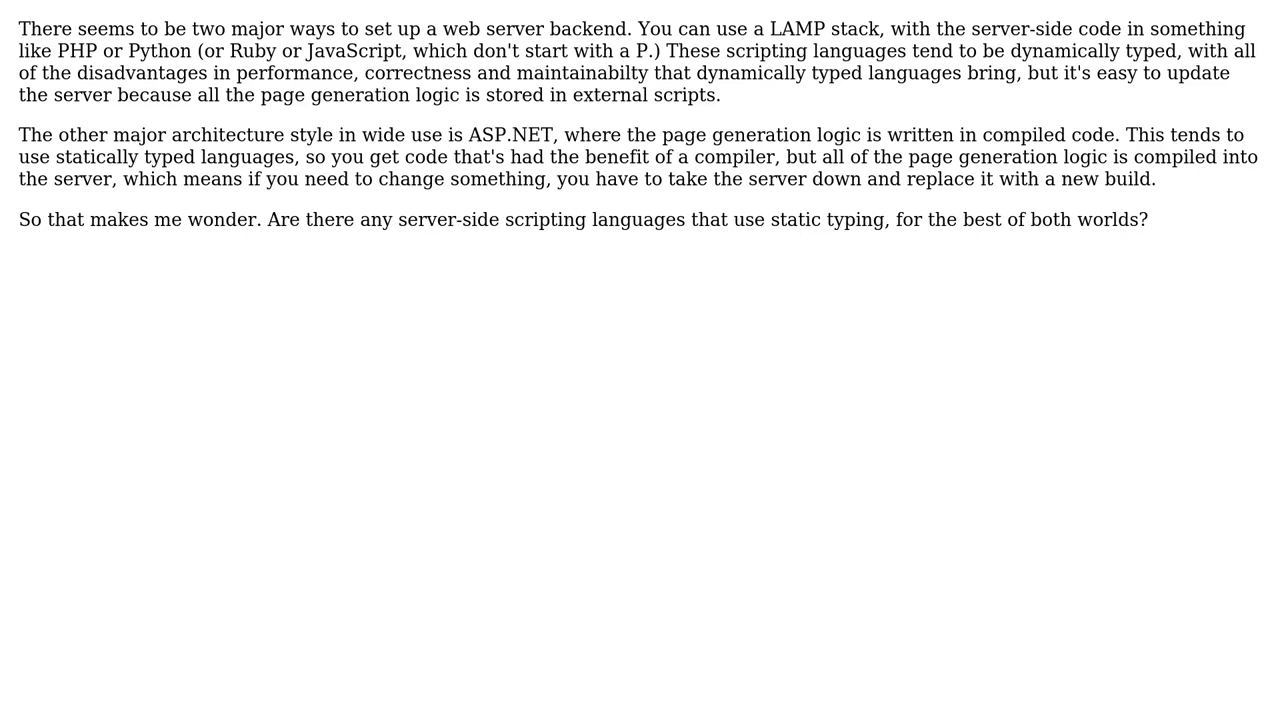 There seems to be two major ways to set up a web server backend. You can use a LAMP stack, with the server-side code in something
like PHP or Python (or Ruby or JavaScript, which don't start with a P.) These scripting languages tend to be dynamically typed, with all
of the disadvantages in performance, correctness and maintainabilty that dynamically typed languages bring, but it's easy to update
the server because all the page generation logic is stored in external scripts.
The other major architecture style in wide use is ASP.NET, where the page generation logic is written in compiled code. This tends to
use statically typed languages, so you get code that's had the benefit of a compiler, but all of the page generation logic is compiled into
the server, which means if you need to change something, you have to take the server down and replace it with a new build.
So that makes me wonder. Are there any server-side scripting languages that use static typing, for the best of both worlds?